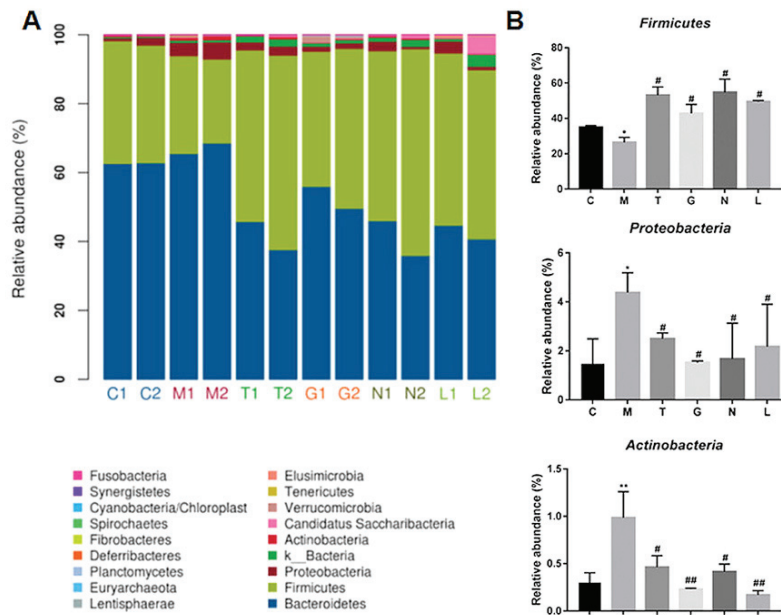 A
Relative abundance (%)
100
80
60
40
20
0
C1 C2 M1 M2 T1 T2 G1 G2 N1 N2 L1 L2
Fusobacteria
Synergistetes
Cyanobacteria/Chloroplast
Spirochaetes
Fibrobacteres
Deferribacteres
Planctomycetes
Euryarchaeota
Lentisphaerae
Elusimicrobia
Tenericutes
Verrucomicrobia
Candidatus Saccharibacteria
Actinobacteria
k__Bacteria
Proteobacteria
Firmicutes
Bacteroidetes
B
Firmicutes
Relative abundance (%)
80
60
40
20
0
* # # # #
C M T G N L
Proteobacteria
Relative abundance (%)
6
4
2
0
* # # # #
C M T G N L
Actinobacteria
Relative abundance (%)
1.5
1.0
0.5
0.0
** # ## # ##
C M T G N L